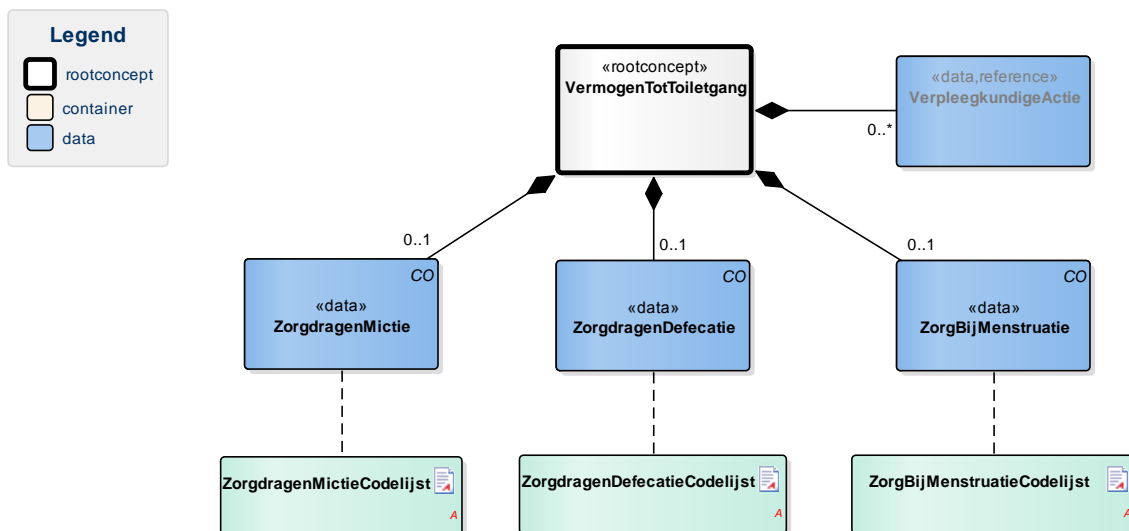 Legend
rootconcept
container
data
«rootconcept»
VermogenTotToiletgang
«data,reference»
VerpleegkundigeActie
0..*
0..1
0..1
0..1
CO
«data»
ZorgdragenMictie
CO
«data»
ZorgdragenDefecatie
CO
«data»
ZorgBijMenstruatie
ZorgdragenMictieCodelijst
A
ZorgdragenDefecatieCodelijst
A
ZorgBijMenstruatieCodelijst
A